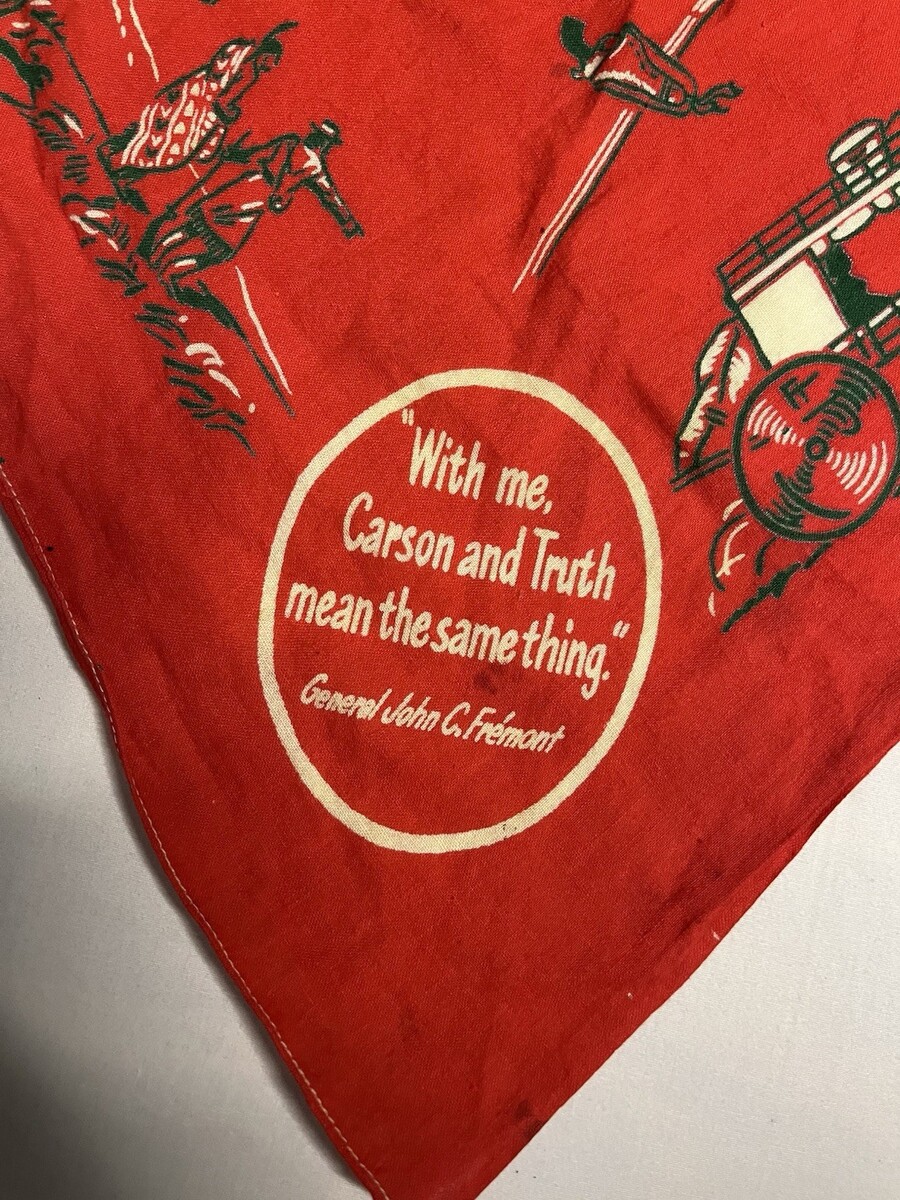 "With me,
Carson and Truth
mean the same thing."
General John C. Frémont